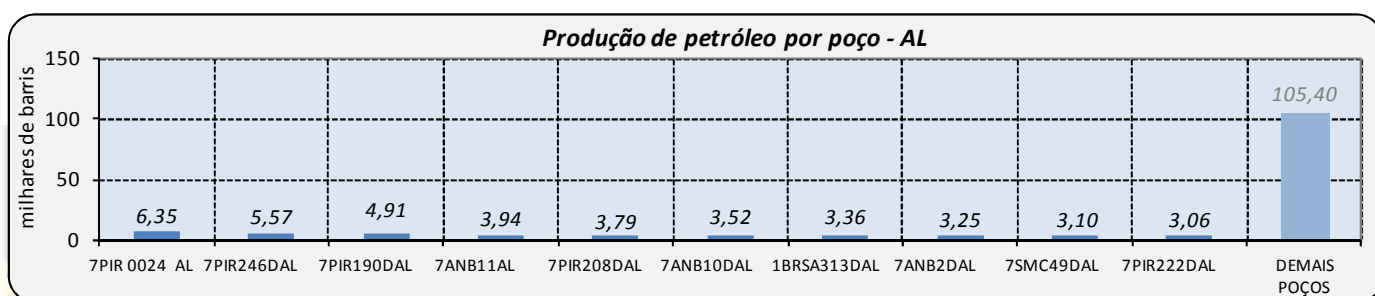 Produção de petróleo por poço - AL
milhares de barris
150
100
50
0
6,35 5,57 4,91 3,94 3,79 3,52 3,36 3,25 3,10 3,06 105,40
7PIR 0024 AL 7PIR246DAL 7PIR190DAL 7ANB11AL 7PIR208DAL 7ANB10DAL 1BRSA313DAL 7ANB2DAL 7SMC49DAL 7PIR222DAL DEMAIS
POÇOS